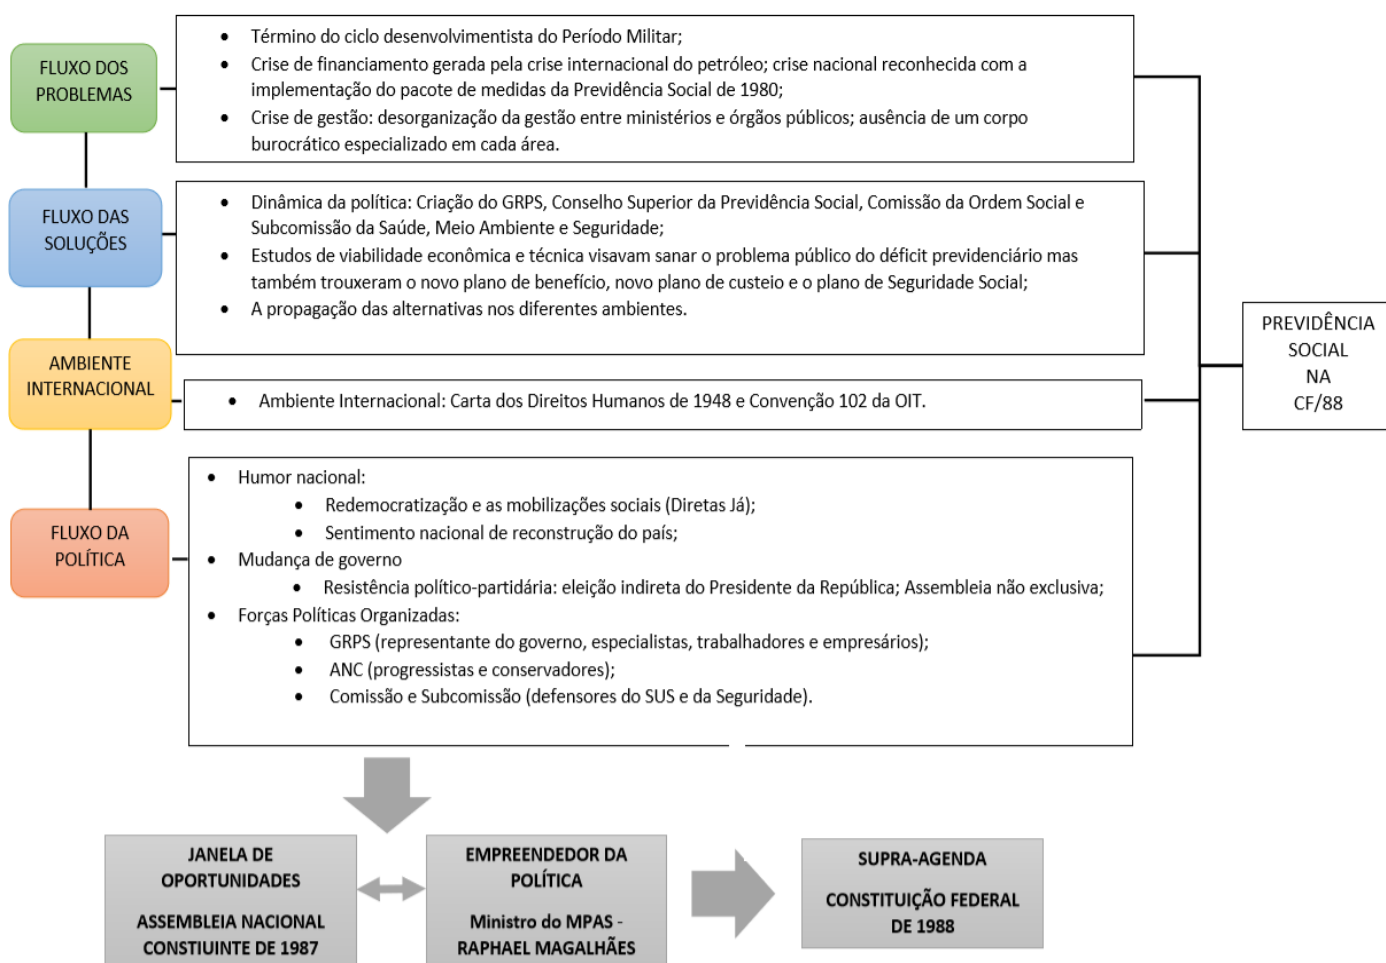 FLUXO DOS
PROBLEMAS
• Término do ciclo desenvolvimentista do Período Militar;
• Crise de financiamento gerada pela crise internacional do petróleo; crise nacional reconhecida com a
implementação do pacote de medidas da Previdência Social de 1980;
• Crise de gestão: desorganização da gestão entre ministérios e órgãos públicos; ausência de um corpo
burocrático especializado em cada área.
FLUXO DAS
SOLUÇÕES
• Dinâmica da política: Criação do GRPS, Conselho Superior da Previdência Social, Comissão da Ordem Social e
Subcomissão da Saúde, Meio Ambiente e Seguridade;
• Estudos de viabilidade econômica e técnica visavam sanar o problema público do déficit previdenciário mas
também trouxeram o novo plano de benefício, novo plano de custeio e o plano de Seguridade Social;
• A propagação das alternativas nos diferentes ambientes.
AMBIENTE
INTERNACIONAL
• Ambiente Internacional: Carta dos Direitos Humanos de 1948 e Convenção 102 da OIT.
FLUXO DA
POLÍTICA
• Humor nacional:
• Redemocratização e as mobilizações sociais (Diretas Já);
• Sentimento nacional de reconstrução do país;
• Mudança de governo
• Resistência político-partidária: eleição indireta do Presidente da República; Assembleia não exclusiva;
• Forças Políticas Organizadas:
• GRPS (representante do governo, especialistas, trabalhadores e empresários);
• ANC (progressistas e conservadores);
• Comissão e Subcomissão (defensores do SUS e da Seguridade).
PREVIDÊNCIA
SOCIAL
NA
CF/88
JANELA DE
OPORTUNIDADES
ASSEMBLEIA NACIONAL
CONSTIUINTE DE 1987
EMPREENDEDOR DA
POLÍTICA
Ministro do MPAS -
RAPHAEL MAGALHÃES
SUPRA-AGENDA
CONSTITUIÇÃO FEDERAL
DE 1988